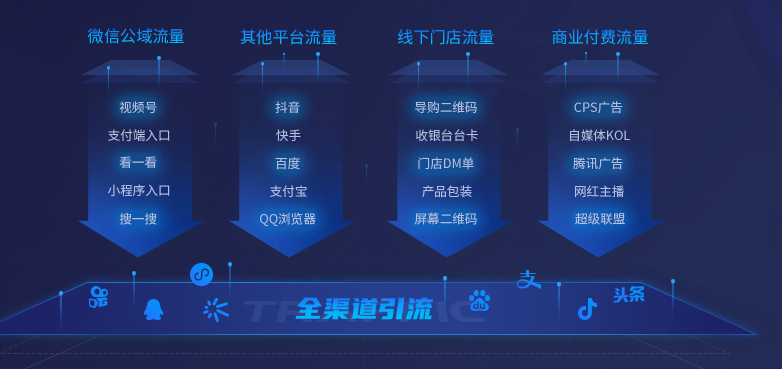 微信公域流量
其他平台流量
线下门店流量
商业付费流量
视频号
支付端入口
看一看
小程序入口
搜一搜
抖音
快手
百度
支付宝
QQ浏览器
导购二维码
收银台台卡
门店DM单
产品包装
屏幕二维码
CPS广告
自媒体KOL
腾讯广告
网红主播
超级联盟
全渠道引流
du
支
头条